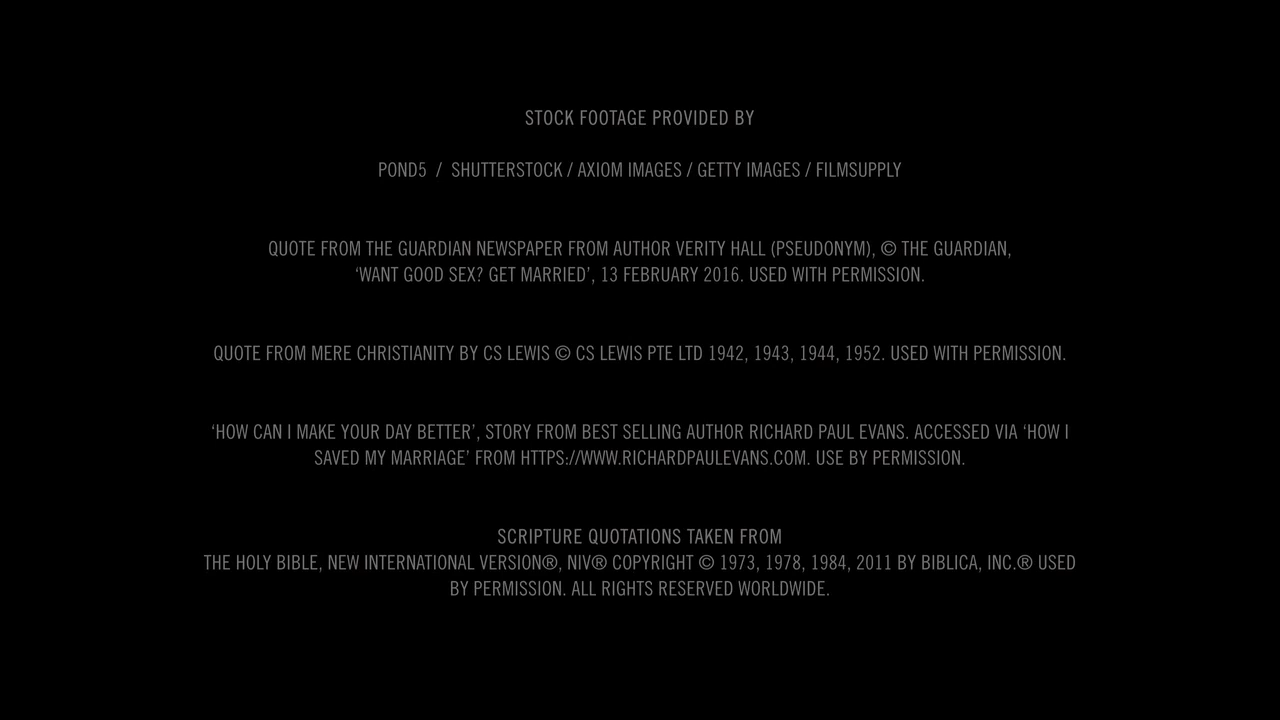 STOCK FOOTAGE PROVIDED BY
POND5 / SHUTTERSTOCK / AXIOM IMAGES / GETTY IMAGES / FILMSUPPLY
QUOTE FROM THE GUARDIAN NEWSPAPER FROM AUTHOR VERITY HALL (PSEUDONYM), © THE GUARDIAN,
‘WANT GOOD SEX? GET MARRIED’, 13 FEBRUARY 2016. USED WITH PERMISSION.
QUOTE FROM MERE CHRISTIANITY BY CS LEWIS © CS LEWIS PTE LTD 1942, 1943, 1944, 1952. USED WITH PERMISSION.
‘HOW CAN I MAKE YOUR DAY BETTER’, STORY FROM BEST SELLING AUTHOR RICHARD PAUL EVANS. ACCESSED VIA ‘HOW I
SAVED MY MARRIAGE’ FROM HTTPS://WWW.RICHARDPAULEVANS.COM. USE BY PERMISSION.
SCRIPTURE QUOTATIONS TAKEN FROM
THE HOLY BIBLE, NEW INTERNATIONAL VERSION®, NIV® COPYRIGHT © 1973, 1978, 1984, 2011 BY BIBLICA, INC.® USED
BY PERMISSION. ALL RIGHTS RESERVED WORLDWIDE.